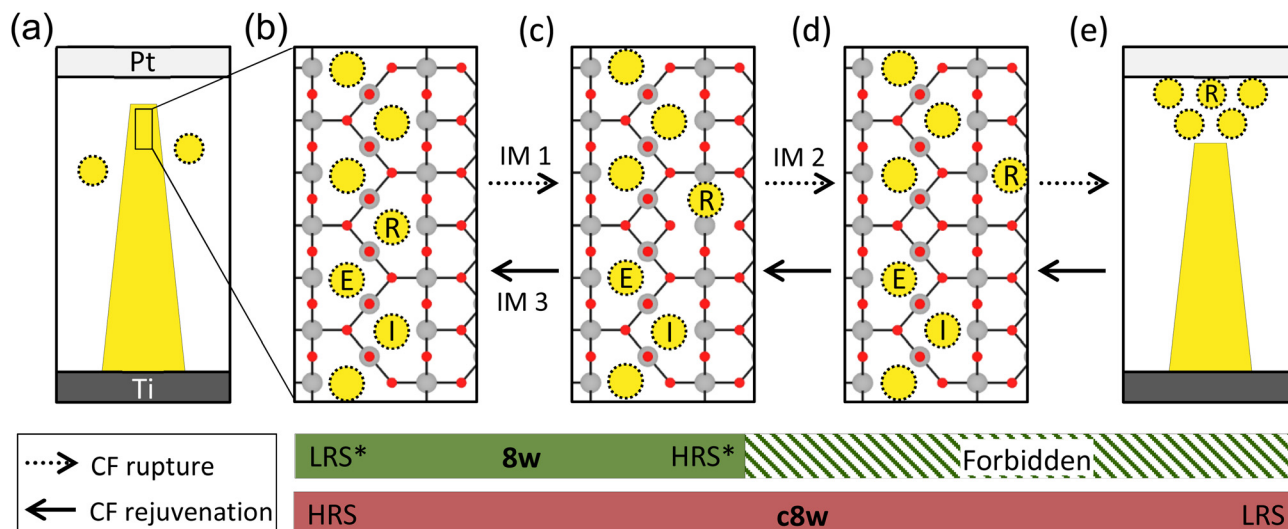 (a)
(b)
(c)
(d)
(e)
Pt
Ti
R
E
I
IM 1
IM 3
R
E
I
IM 2
R
E
I
R
CF rupture
CF rejuvenation
LRS* 8w HRS* Forbidden
HRS c8w LRS